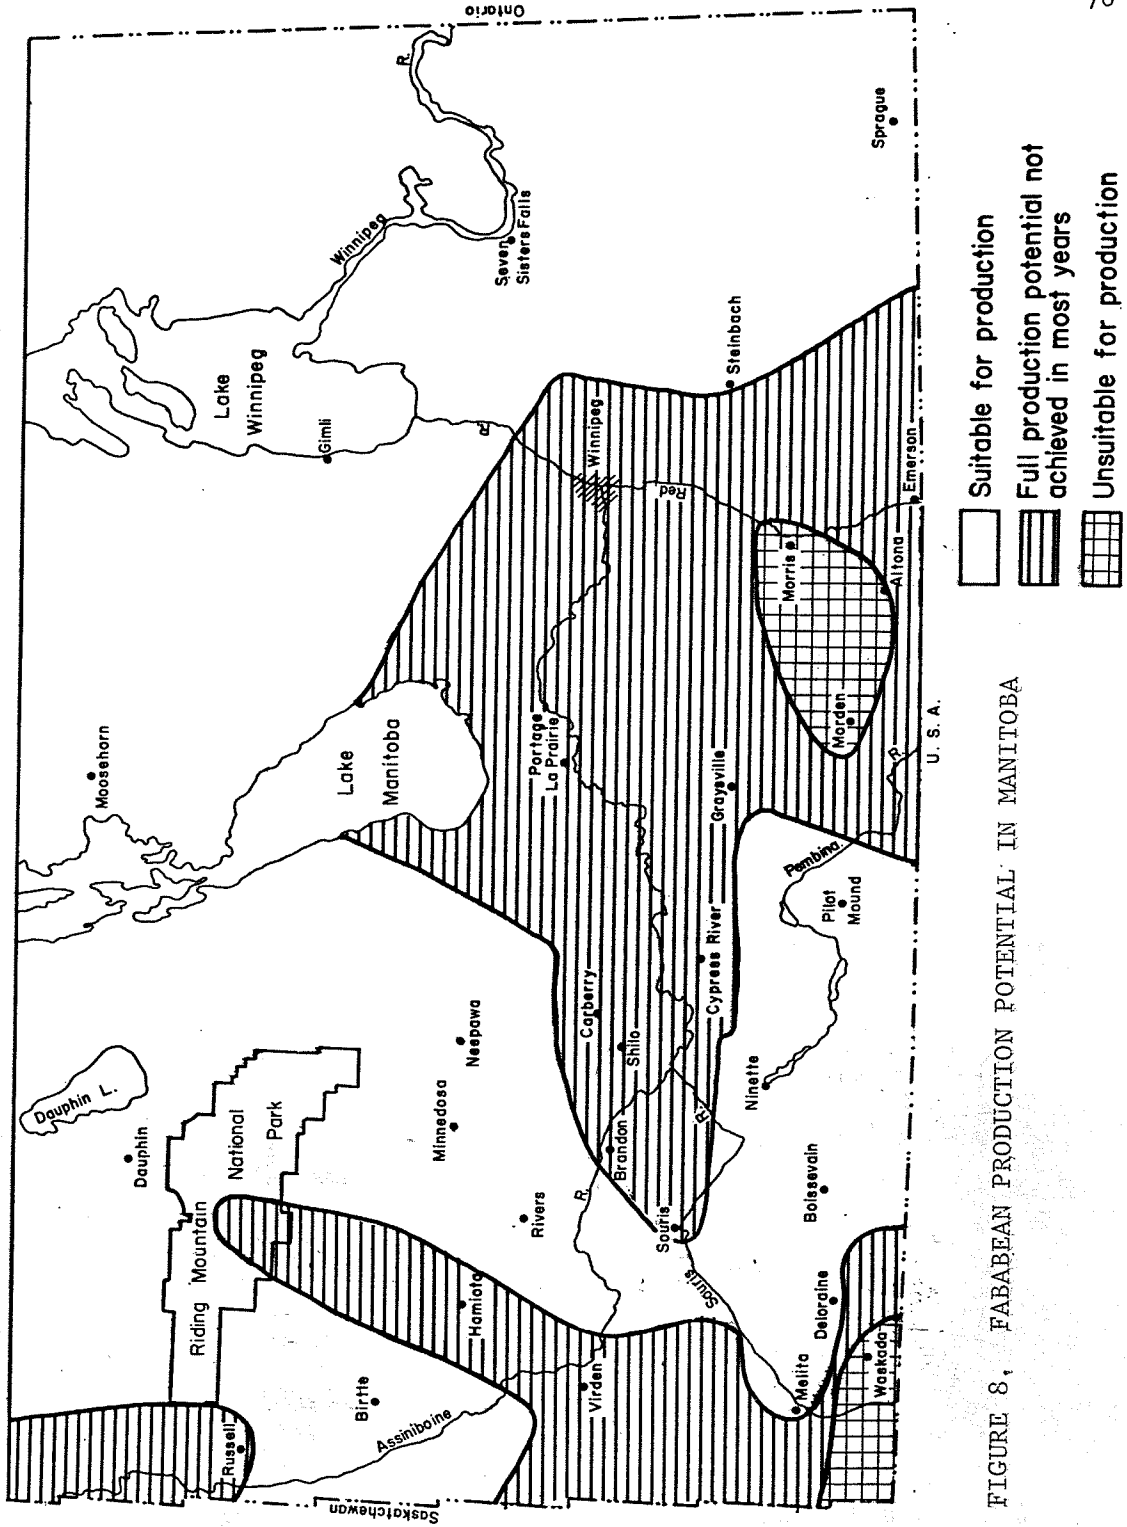 Ontario
R.
Sprague
Winnipeg
Seven
Sisters Falls
Lake
Winnipeg
Gimli
R.
Steinbach
Winnipeg
Red
Emerson
Morris
Altona
Morden
U. S. A.
R.
Moosehorn
Lake
Manitoba
Portage
La Prairie
Graysville
Pembina
Pilot
Mound
Cypress River
Carberry
Shilo
Neepawa
Minnedosa
Dauphin L.
Dauphin
Riding Mountain
National
Park
Ninette
R.
Brandon
R.
Rivers
Souris
Souris
Boissevain
Deloraine
Waskada
Melita
Hamiota
Virden
Birtle
Assiniboine
Russell
Saskatchewan
Suitable for production
Full production potential not
achieved in most years
Unsuitable for production
FIGURE 8, FABABEAN PRODUCTION POTENTIAL IN MANITOBA